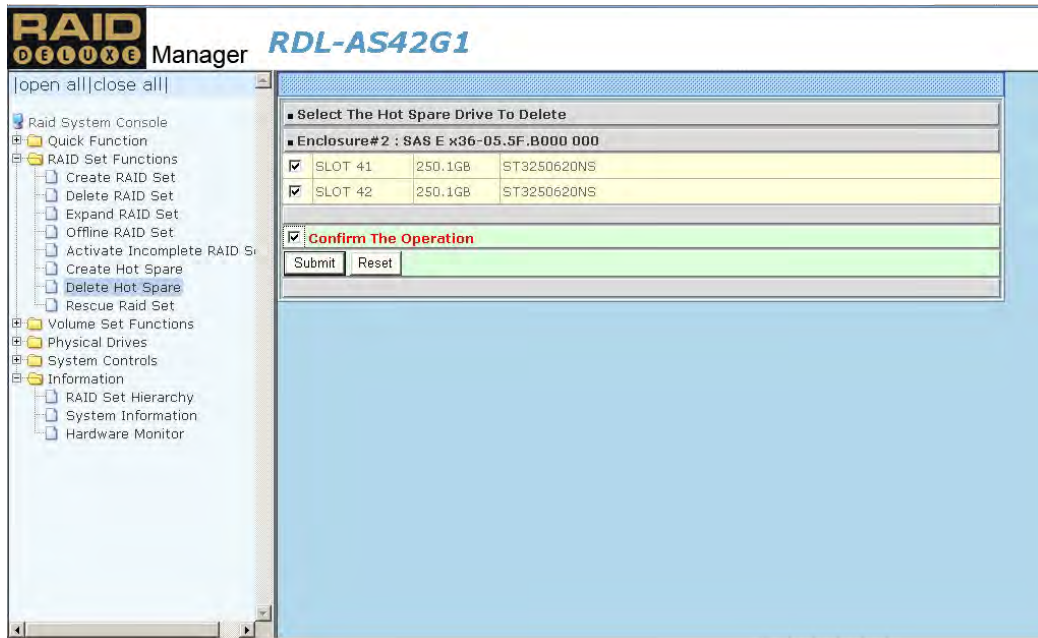 RAID
DELUXE Manager
RDL-AS42G1
|open all|close all|
Raid System Console
Quick Function
RAID Set Functions
Create RAID Set
Delete RAID Set
Expand RAID Set
Offline RAID Set
Activate Incomplete RAID S
Create Hot Spare
Delete Hot Spare
Rescue Raid Set
Volume Set Functions
Physical Drives
System Controls
Information
RAID Set Hierarchy
System Information
Hardware Monitor
Select The Hot Spare Drive To Delete
Enclosure#2 : SAS E x36-05.5F.B000 000
SLOT 41 250.1GB ST3250620NS
SLOT 42 250.1GB ST3250620NS
Confirm The Operation
Submit Reset